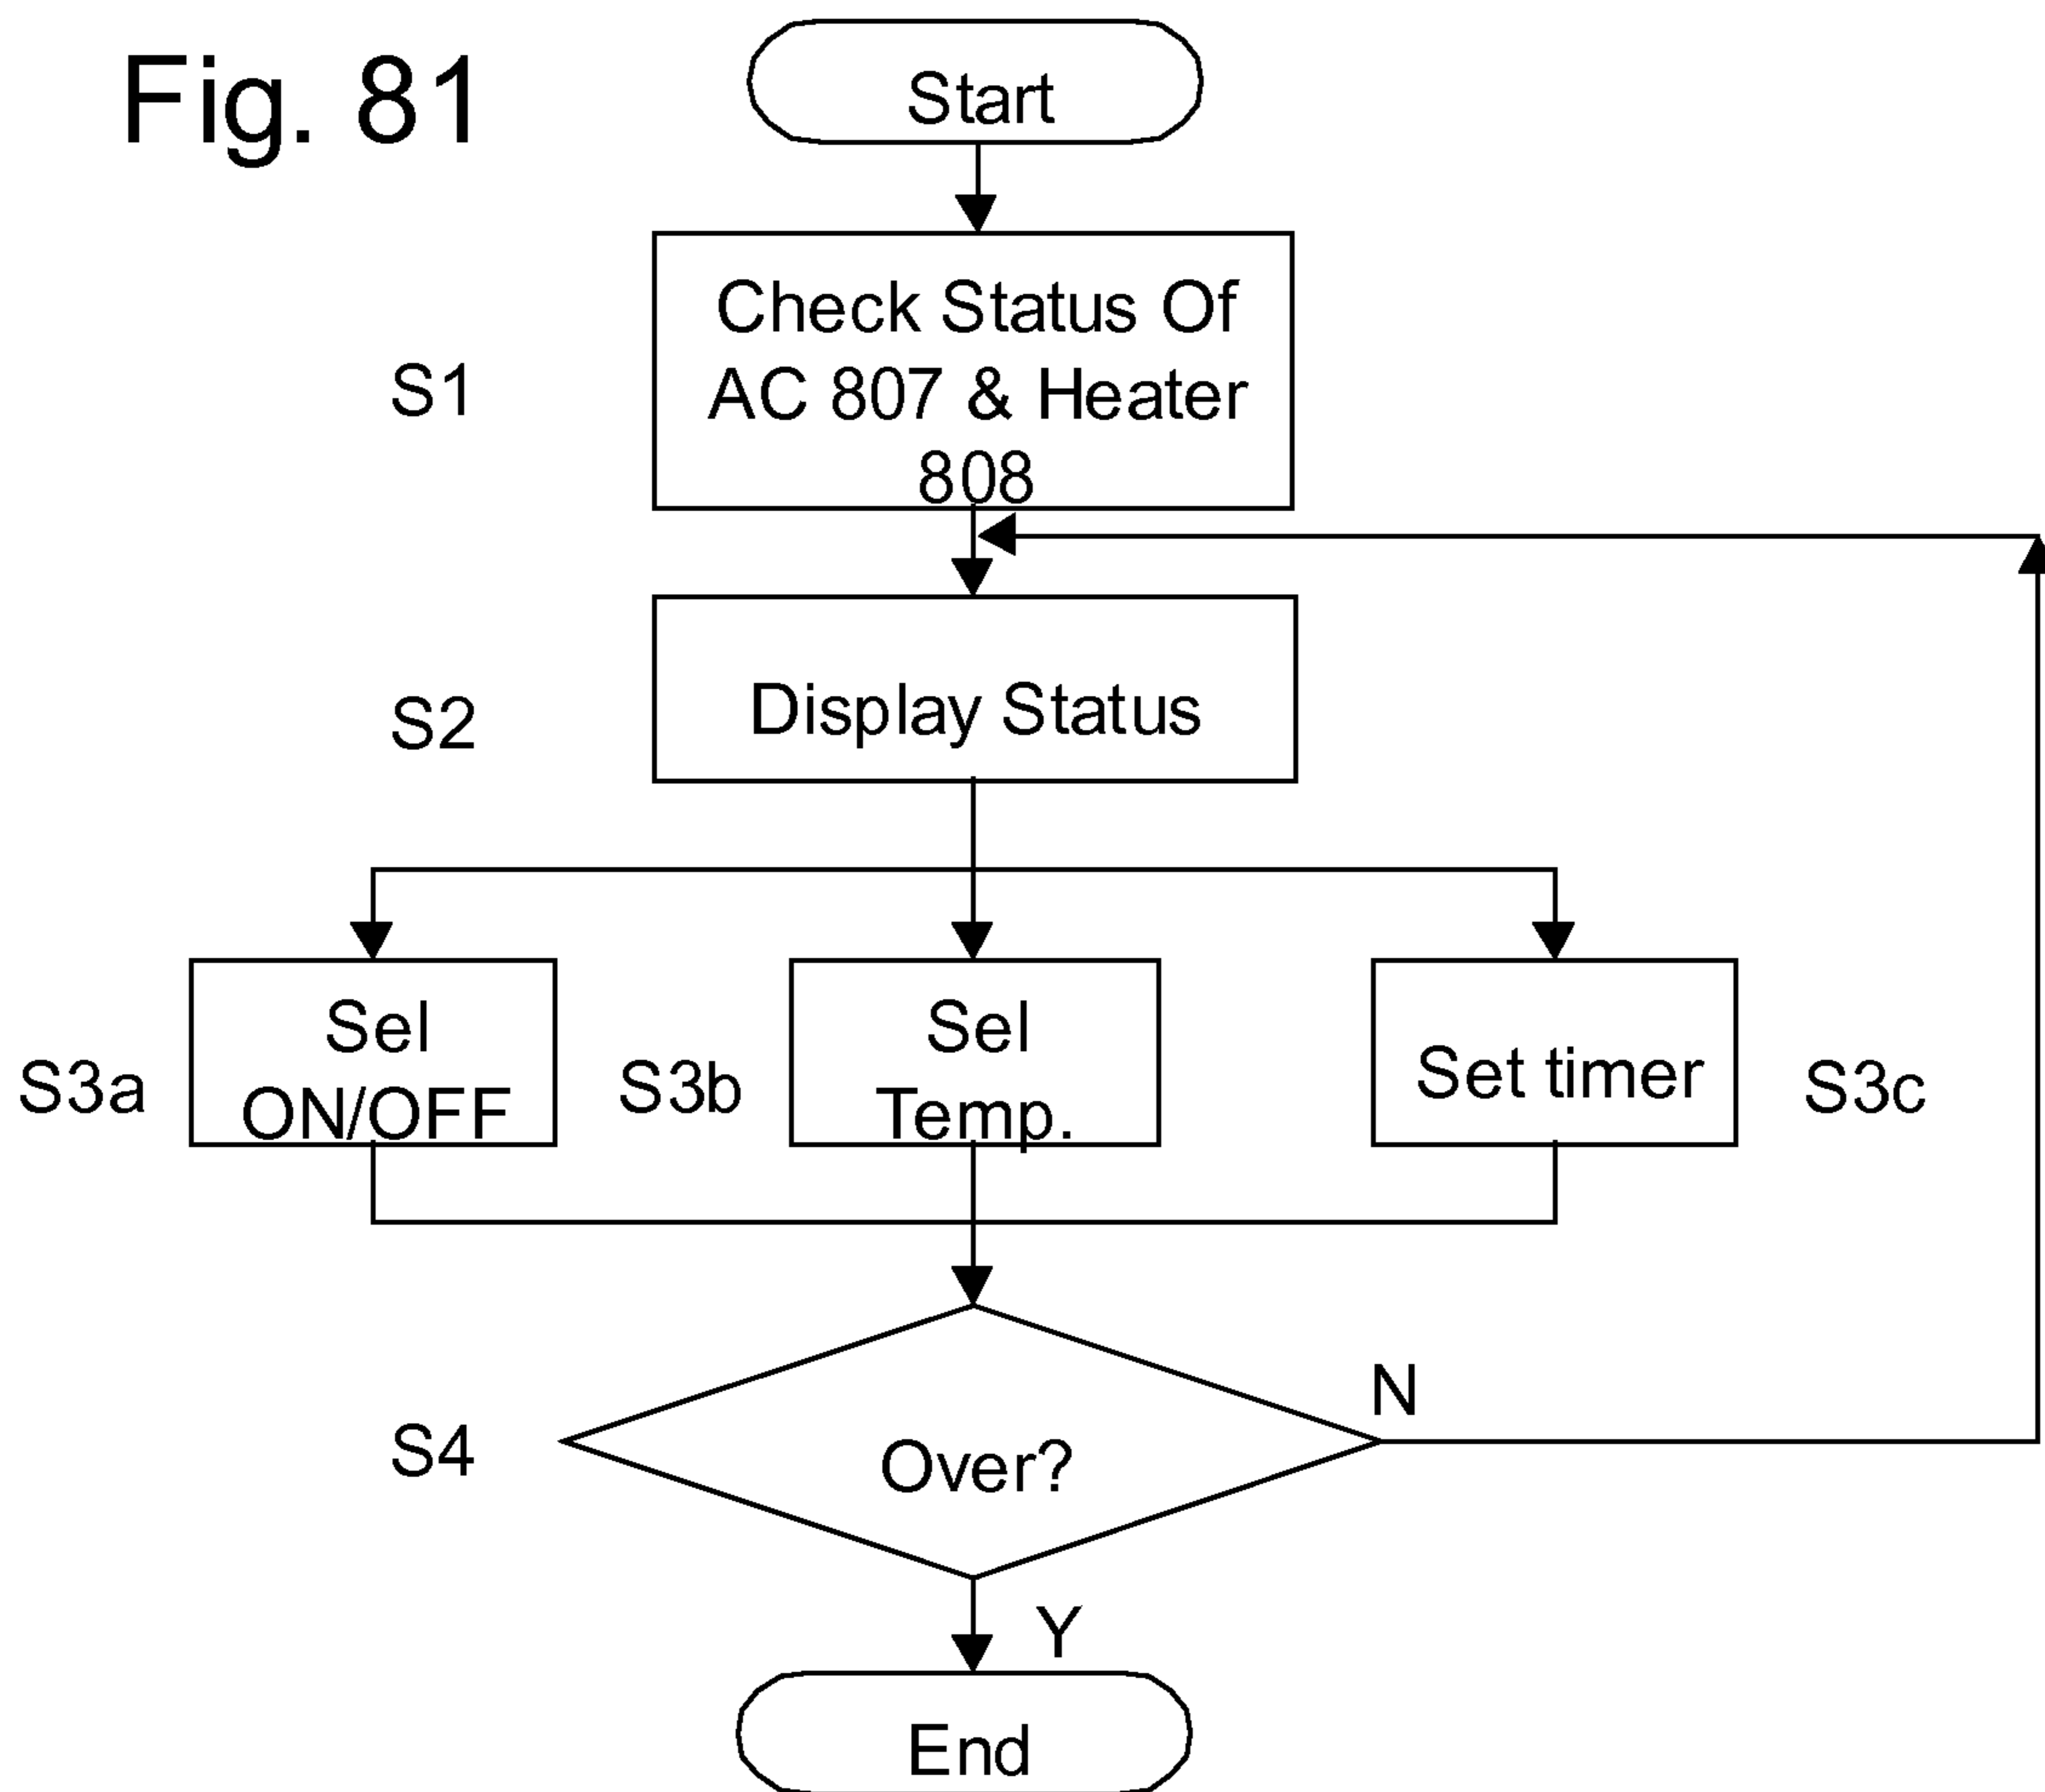 Fig. 81
Start
S1
Check Status Of
AC 807 & Heater
808
S2
Display Status
S3a
Sel
ON/OFF
S3b
Sel
Temp.
Set timer
S3c
S4
Over?
N
Y
End